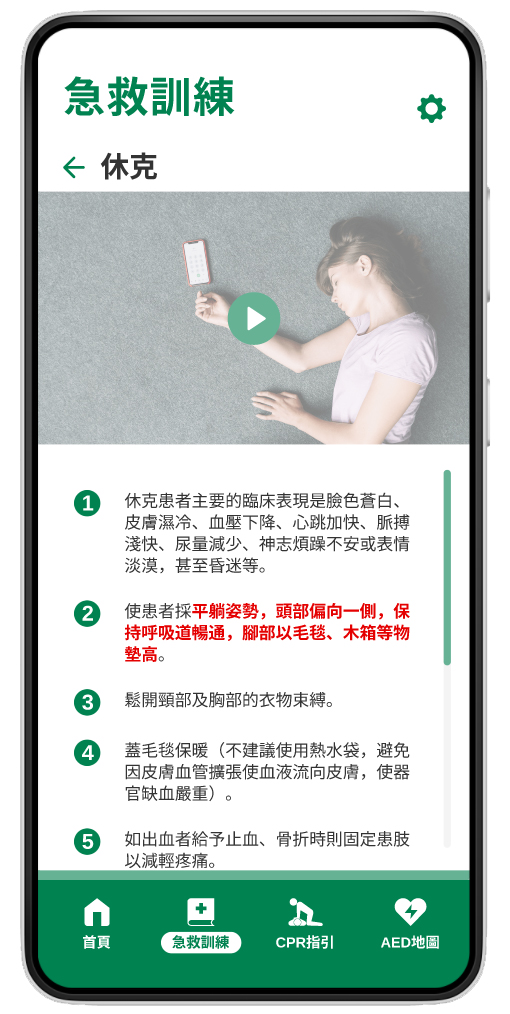 急救訓練
休克
1 休克患者主要的臨床表現是臉色蒼白、
皮膚濕冷、血壓下降、心跳加快、脈搏
淺快、尿量減少、神志煩躁不安或表情
淡漠，甚至昏迷等。
2 使患者採平躺姿勢，頭部偏向一側，保
持呼吸道暢通，腳部以毛毯、木箱等物
墊高。
3 鬆開頸部及胸部的衣物束縛。
4 蓋毛毯保暖（不建議使用熱水袋，避免
因皮膚血管擴張使血液流向皮膚，使器
官缺血嚴重）。
5 如出血者給予止血、骨折時則固定患肢
以減輕疼痛。
首頁 急救訓練 CPR指引 AED地圖